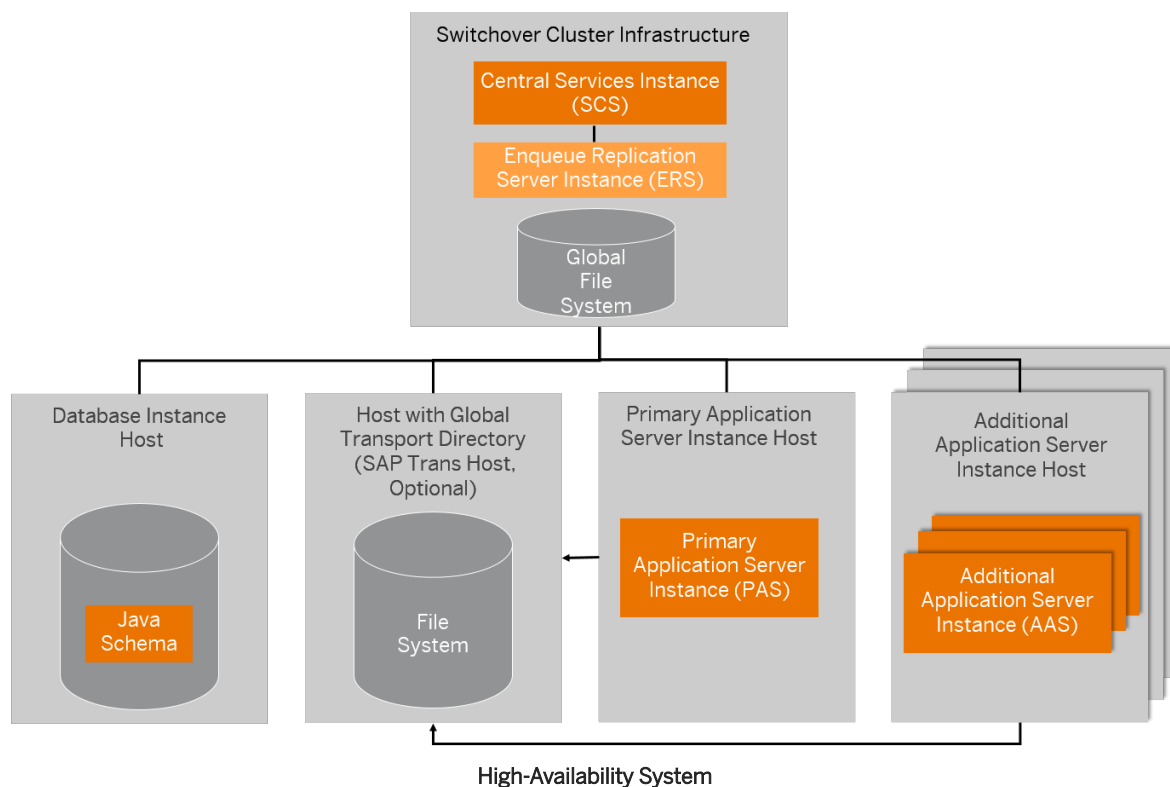 Switchover Cluster Infrastructure
Central Services Instance
(SCS)
Enqueue Replication
Server Instance (ERS)
Global
File
System
Database Instance
Host
Java
Schema
Host with Global
Transport Directory
(SAP Trans Host,
Optional)
File
System
Primary Application
Server Instance Host
Primary
Application Server
Instance (PAS)
Additional
Application Server
Instance Host
Additional
Application Server
Instance (AAS)
High-Availability System